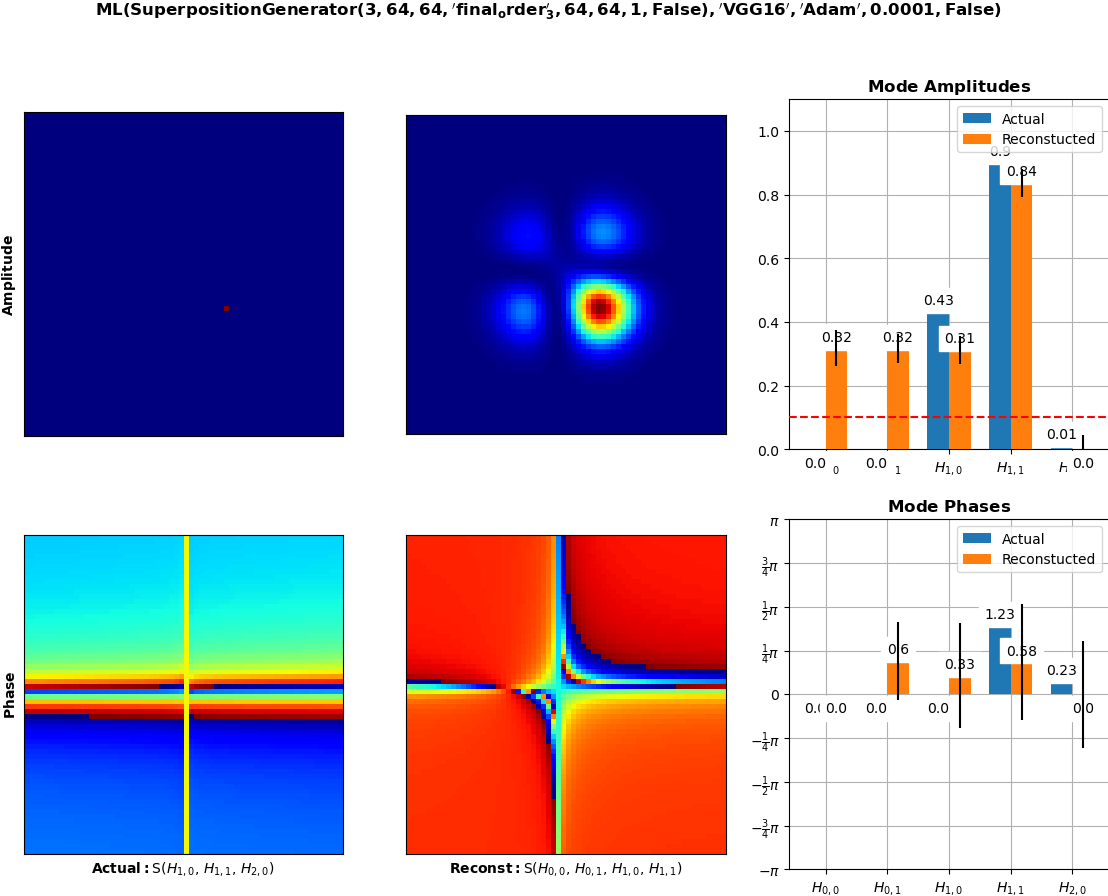 ML(SuperpositionGenerator(3, 64, 64, ′final_order′_3, 64, 64, 1, False), ′VGG16′, ′Adam′, 0.0001, False)
Mode Amplitudes
Amplitude
Actual
Reconstucted
1.0
0.8
0.6
0.4
0.2
0.0
0.9
0.84
0.43
0.32
0.32
0.31
0.01
0.0
0.0
0.0
0
1
H1, 0
H1, 1
Mode Phases
Phase
Actual
Reconstucted
π
3/4π
1/2π
1/4π
0
−1/4π
−1/2π
−3/4π
−π
1.23
0.6
0.58
0.33
0.23
0.0
0.0
0.0
H0, 0
H0, 1
H1, 0
H1, 1
H2, 0
Actual: S(H1, 0, H1, 1, H2, 0)
Reconst: S(H0, 0, H0, 1, H1, 0, H1, 1)